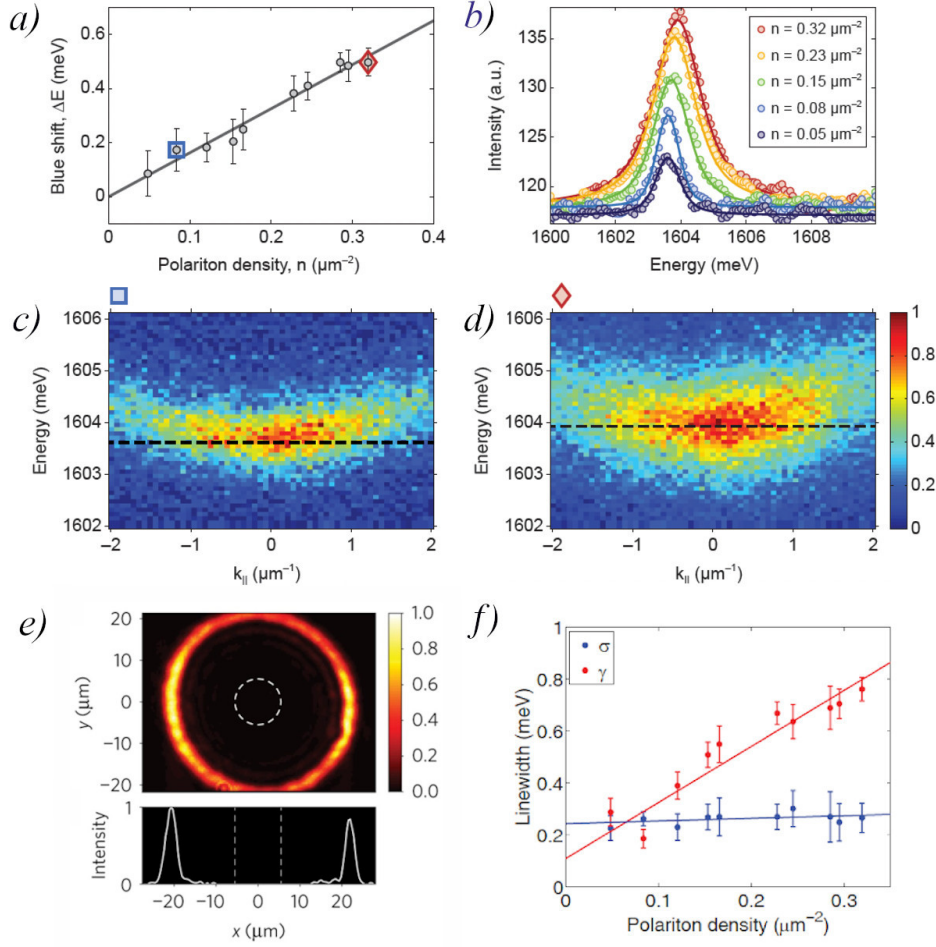 a)
Blue shift, ΔE (meV)
0.6
0.4
0.2
0
0
0.1
0.2
0.3
0.4
Polariton density, n (µm⁻²)
b)
Intensity (a.u.)
135
130
125
120
n = 0.32 µm⁻²
n = 0.23 µm⁻²
n = 0.15 µm⁻²
n = 0.08 µm⁻²
n = 0.05 µm⁻²
1600
1602
1604
1606
1608
Energy (meV)
c)
Energy (meV)
1606
1605
1604
1603
1602
−2
−1
0
1
2
k|| (µm⁻¹)
d)
Energy (meV)
1606
1605
1604
1603
1602
−2
−1
0
1
2
k|| (µm⁻¹)
1
0.8
0.6
0.4
0.2
0
e)
y (µm)
20
10
0
−10
−20
1.0
0.8
0.6
0.4
0.2
0.0
Intensity
1
0
−20
−10
0
10
20
x (µm)
f)
Linewidth (meV)
1
0.8
0.6
0.4
0.2
0
σ
γ
0
0.1
0.2
0.3
Polariton density (µm⁻²)